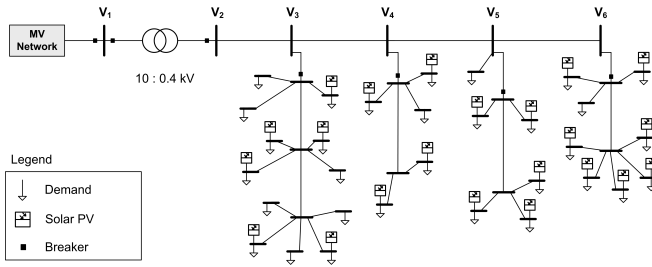 MV
Network
V1
V2
V3
V4
V5
V6
10 : 0.4 kV
Legend
Demand
Solar PV
Breaker